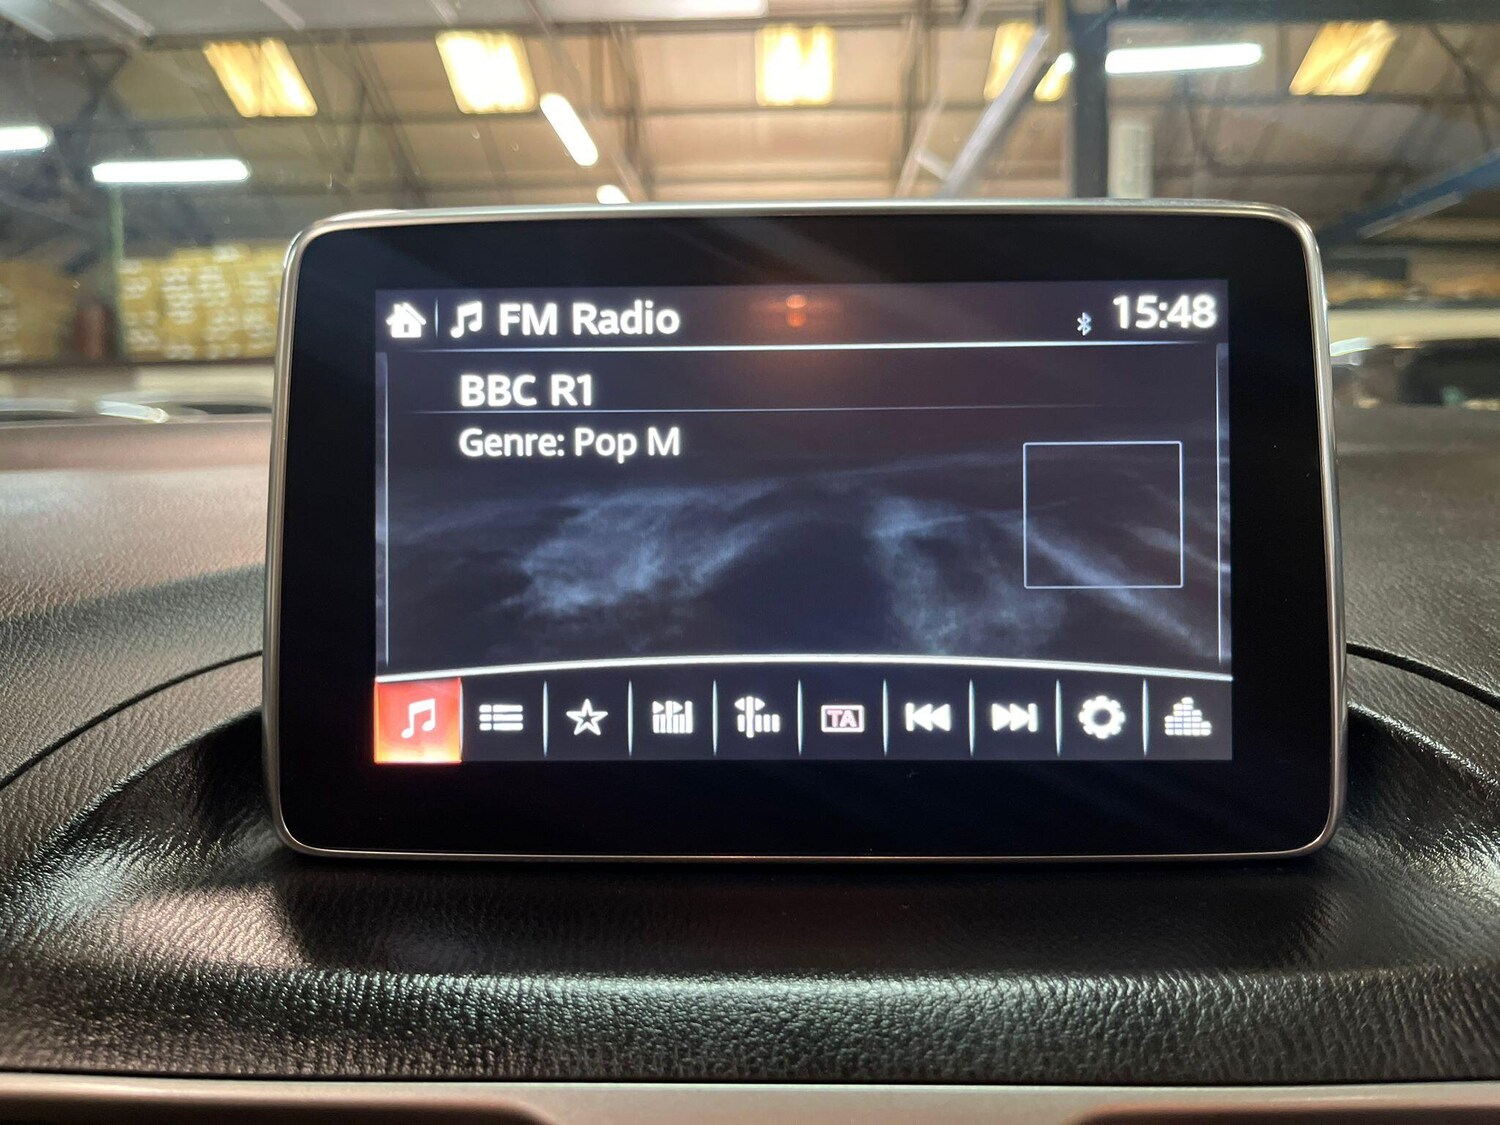 FM Radio
15:48
BBC R1
Genre: Pop M
TA